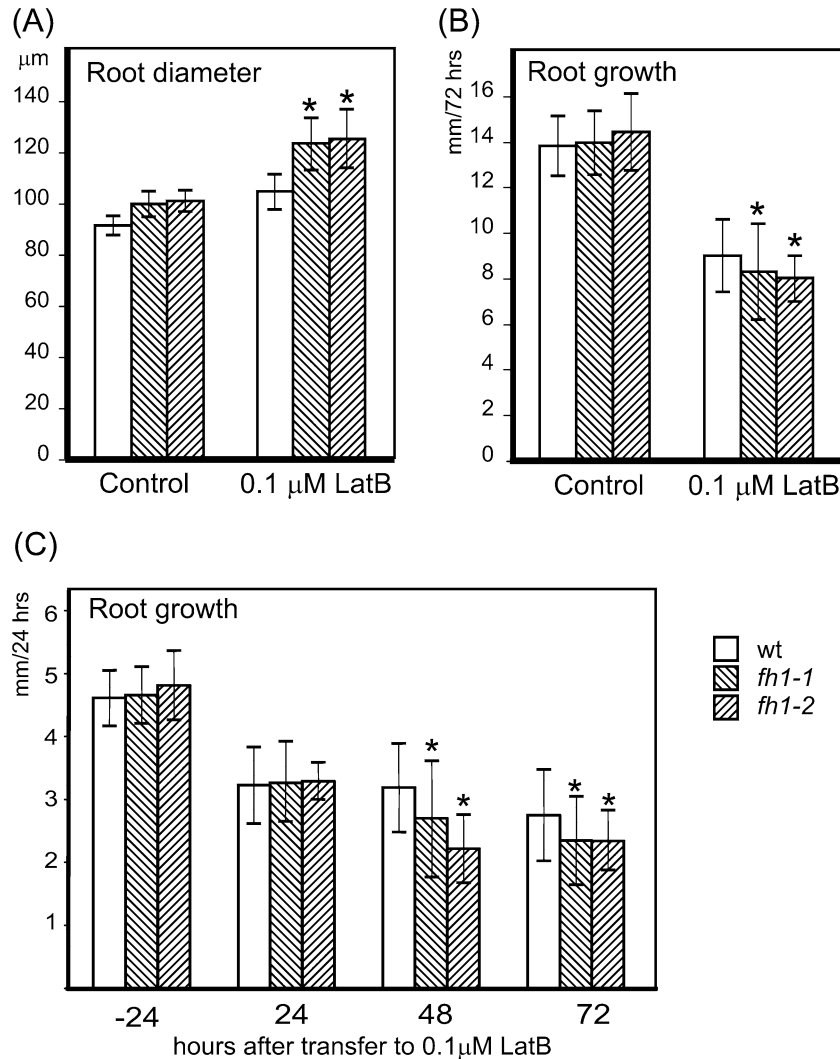 (A)
μm
Root diameter
140
120
100
80
60
40
20
0
* *
Control 0.1 μM LatB
(B)
mm/72 hrs
Root growth
16
14
12
10
8
6
4
2
0
* *
Control 0.1 μM LatB
(C)
mm/24 hrs
Root growth
6
5
4
3
2
1
* * * *
-24 24 48 72
hours after transfer to 0.1μM LatB
wt
fh1-1
fh1-2